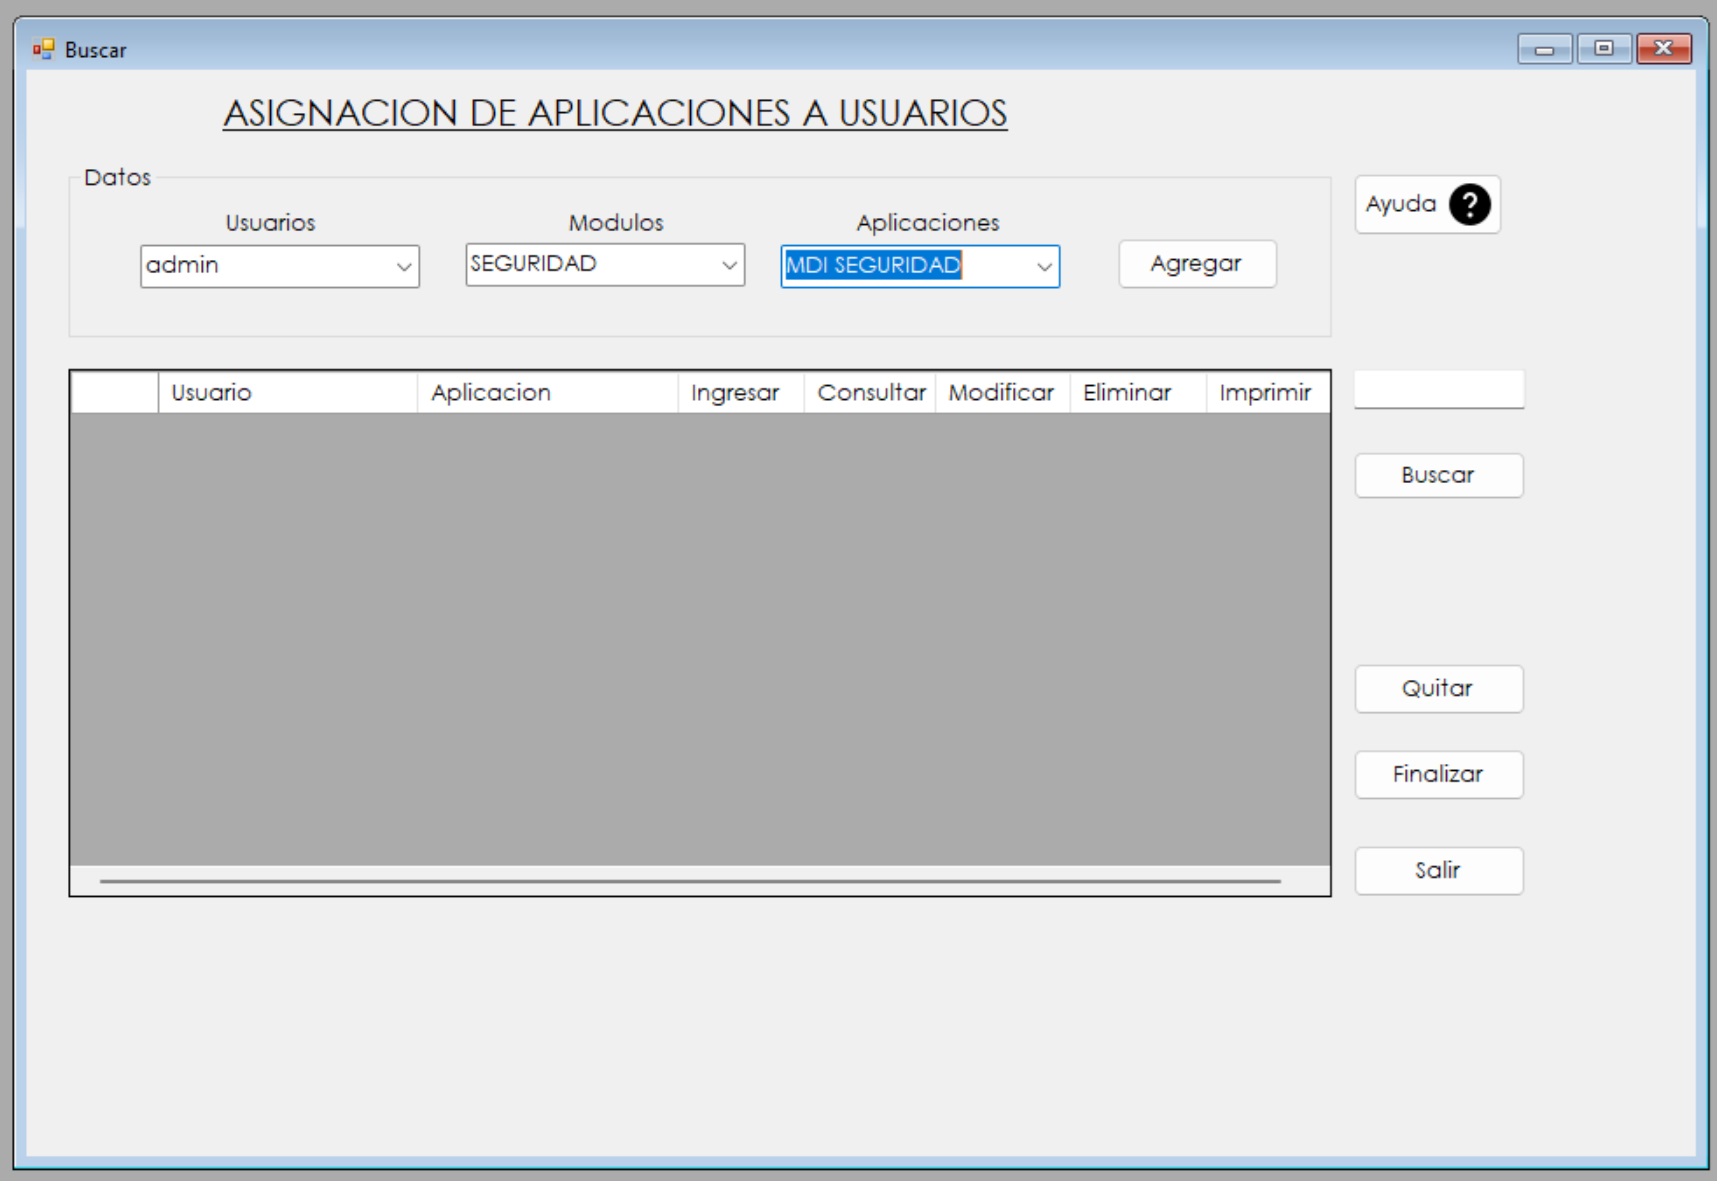 Buscar
ASIGNACION DE APLICACIONES A USUARIOS
Datos
Usuarios Modulos Aplicaciones
admin SEGURIDAD MDI SEGURIDAD Agregar
Ayuda ?
Usuario Aplicacion Ingresar Consultar Modificar Eliminar Imprimir
Buscar
Quitar
Finalizar
Salir